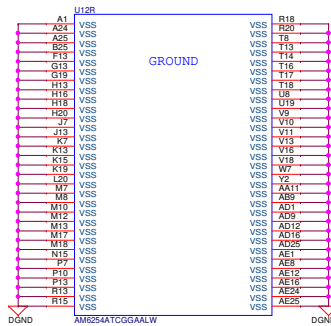 U12R
A1 VSS VSS R18
A24 VSS VSS R20
A25 VSS VSS T8
B25 VSS VSS T13
F13 VSS VSS T14
GROUND
G13 VSS VSS T16
G19 VSS VSS T17
H13 VSS VSS T18
H16 VSS VSS U8
H18 VSS VSS U19
H20 VSS VSS V9
J7 VSS VSS V10
J13 VSS VSS V11
K7 VSS VSS V13
K13 VSS VSS V16
K15 VSS VSS V18
K19 VSS VSS W7
L20 VSS VSS Y2
M7 VSS VSS AA11
M8 VSS VSS AB9
M10 VSS VSS AD1
M12 VSS VSS AD9
M13 VSS VSS AD12
M17 VSS VSS AD16
M18 VSS VSS AD25
N15 VSS VSS AE1
P7 VSS VSS AE8
P10 VSS VSS AE12
P13 VSS VSS AE16
R13 VSS VSS AE24
R15 VSS VSS AE25
DGND AM6254ATCGGAALW DGN